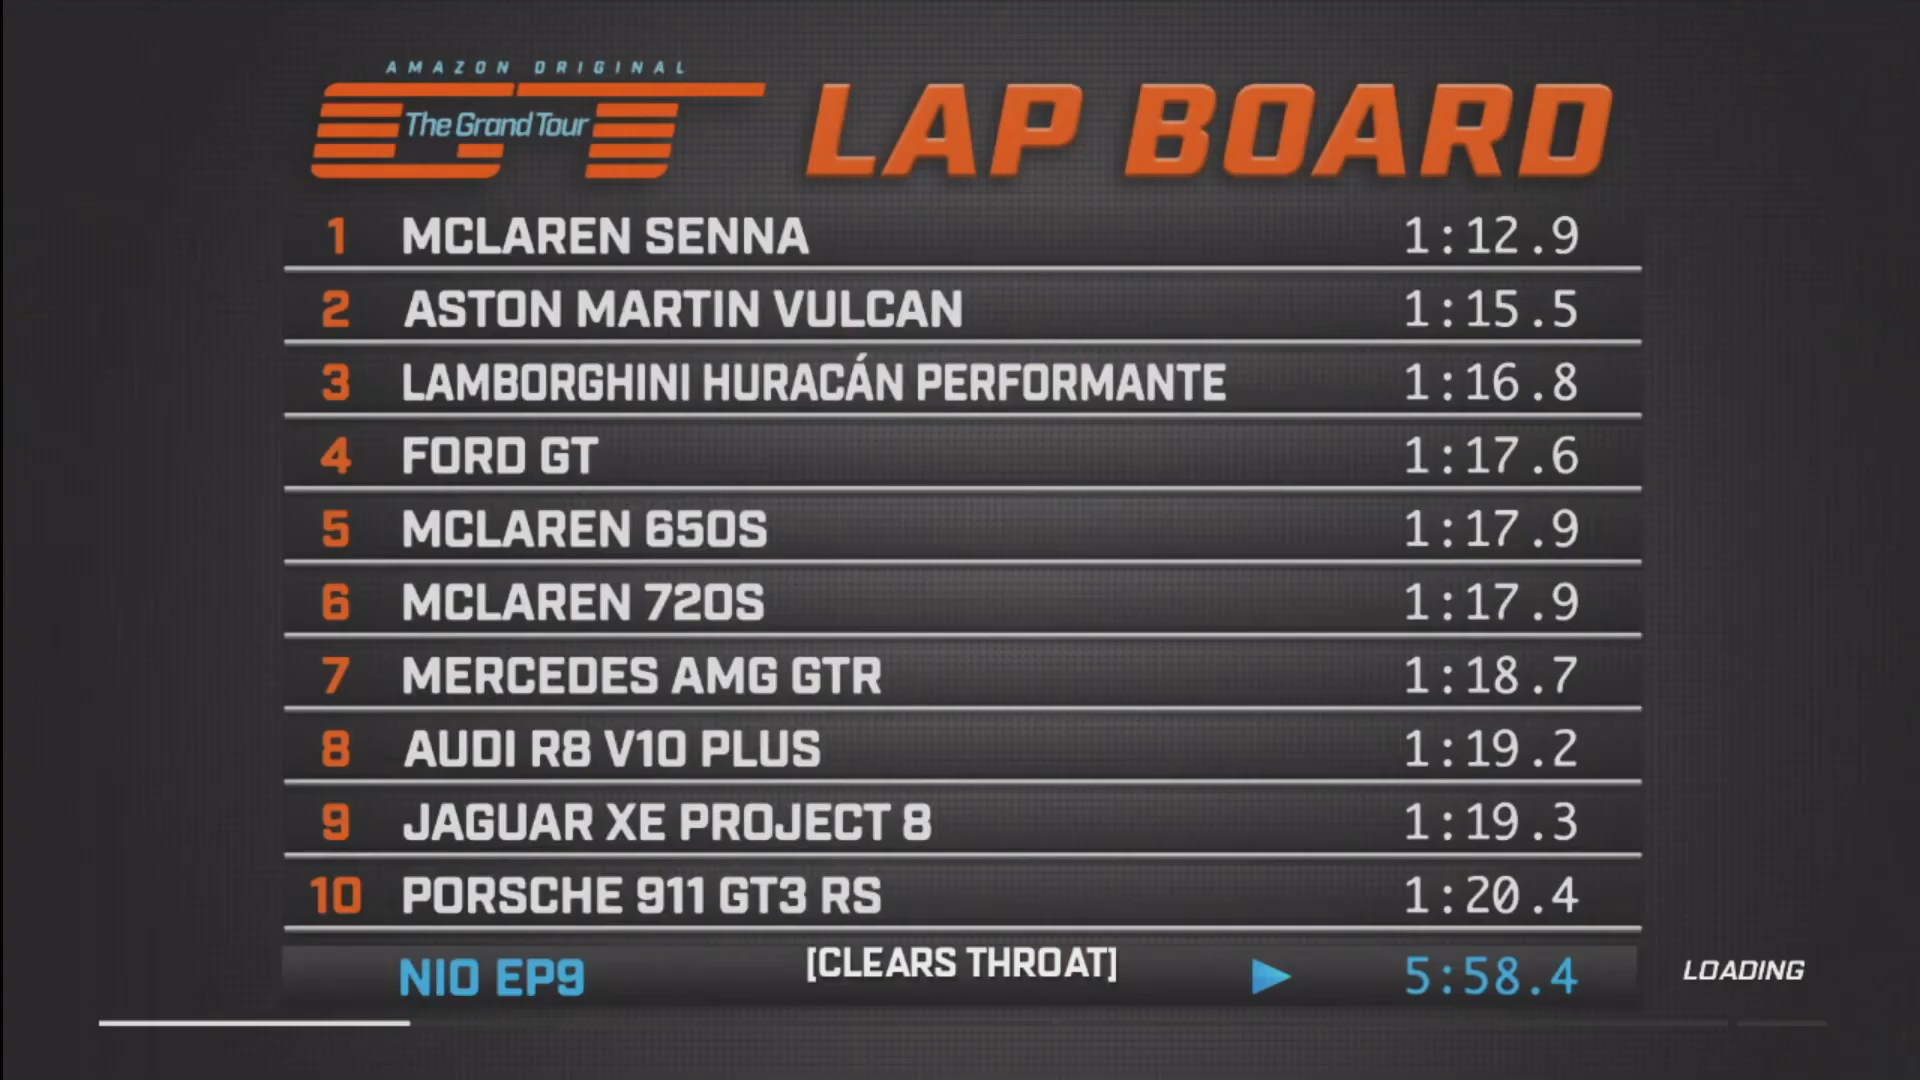 AMAZON ORIGINAL
The Grand Tour
LAP BOARD
1 MCLAREN SENNA 1:12.9
2 ASTON MARTIN VULCAN 1:15.5
3 LAMBORGHINI HURACÁN PERFORMANTE 1:16.8
4 FORD GT 1:17.6
5 MCLAREN 650S 1:17.9
6 MCLAREN 720S 1:17.9
7 MERCEDES AMG GTR 1:18.7
8 AUDI R8 V10 PLUS 1:19.2
9 JAGUAR XE PROJECT 8 1:19.3
10 PORSCHE 911 GT3 RS 1:20.4
NIO EP9 [CLEARS THROAT] 5:58.4 LOADING